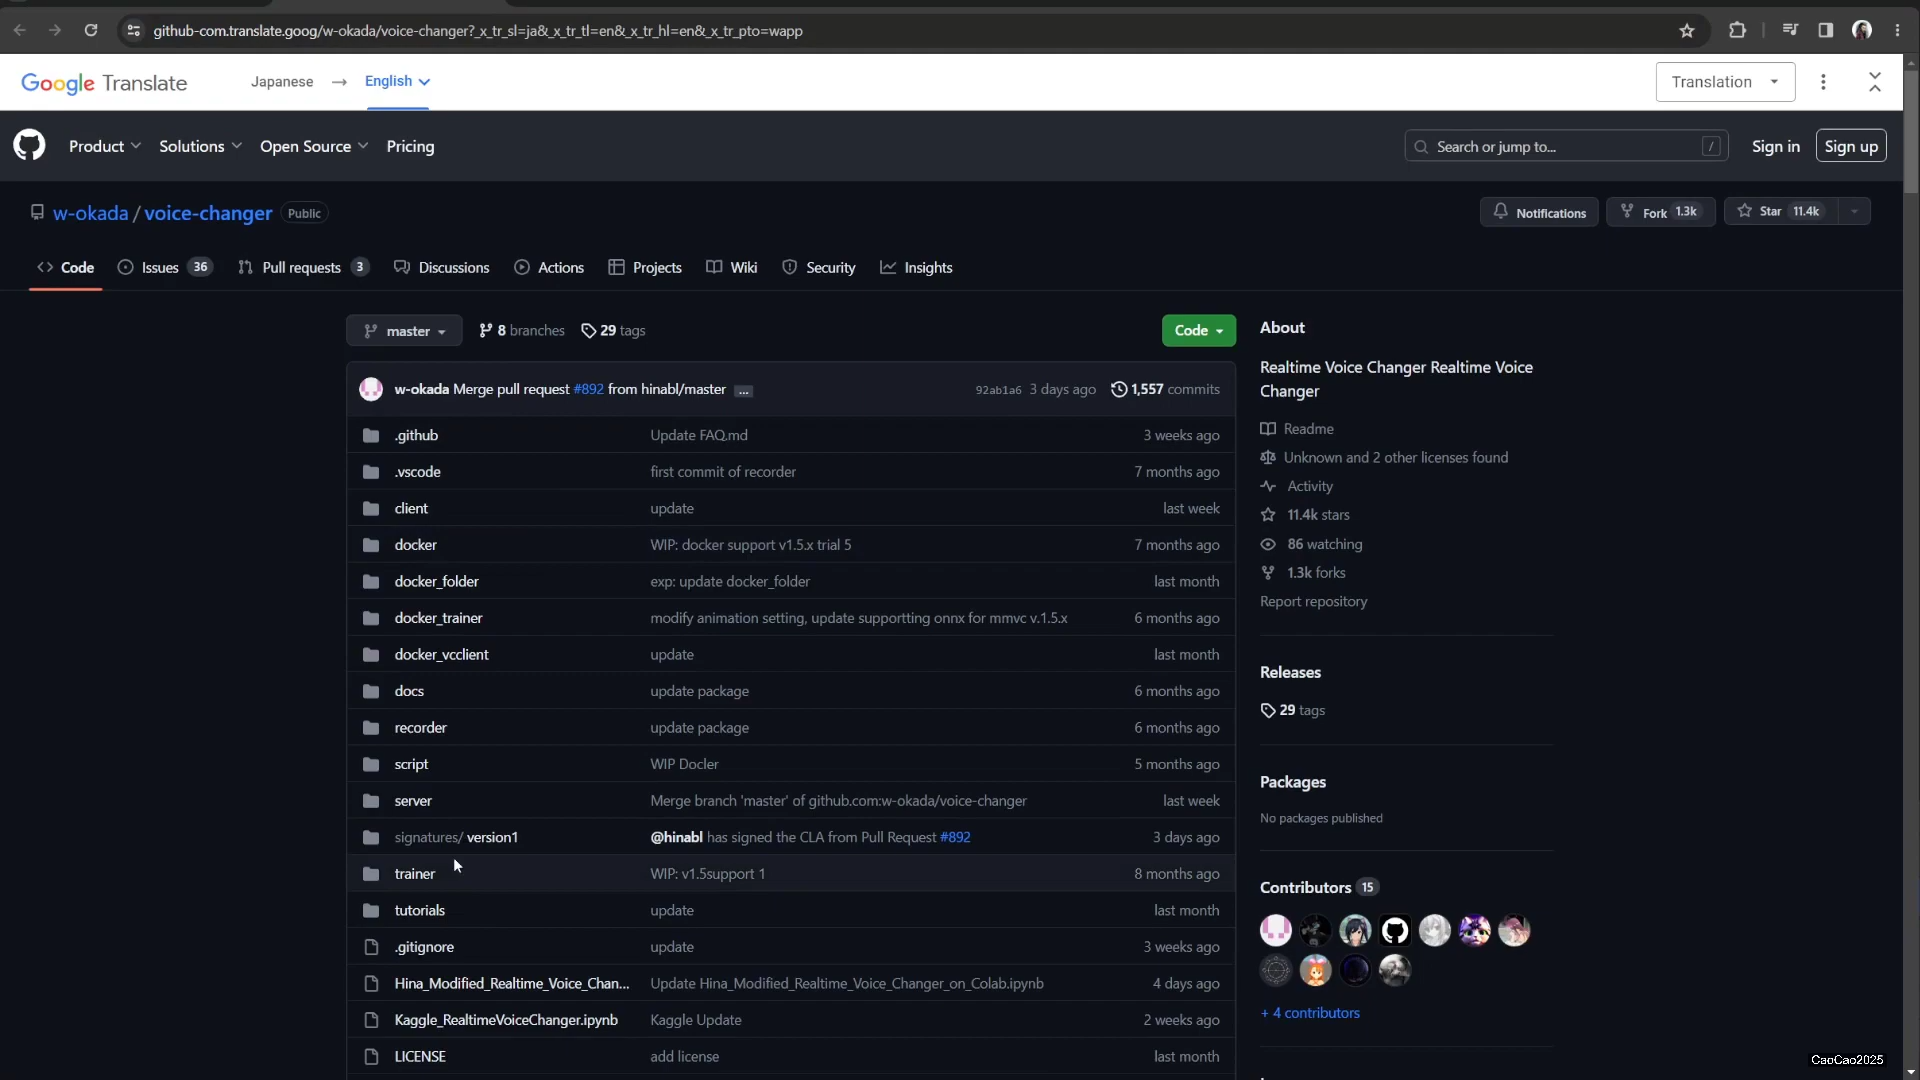 github-com.translate.goog/w-okada/voice-changer?_x_tr_sl=ja&_x_tr_tl=en&_x_tr_hl=en&_x_tr_pto=wapp
Google Translate Japanese → English Translation
Product Solutions Open Source Pricing Search or jump to... / Sign in Sign up
w-okada / voice-changer Public Notifications Fork 1.3k Star 11.4k
Code Issues 36 Pull requests 3 Discussions Actions Projects Wiki Security Insights
master 8 branches 29 tags Code
w-okada Merge pull request #892 from hinabl/master ... 92ab1a6 3 days ago 1,557 commits
.github Update FAQ.md 3 weeks ago
.vscode first commit of recorder 7 months ago
client update last week
docker WIP: docker support v1.5.x trial 5 7 months ago
docker_folder exp: update docker_folder last month
docker_trainer modify animation setting, update supportting onnx for mmvc v.1.5.x 6 months ago
docker_vcclient update last month
docs update package 6 months ago
recorder update package 6 months ago
script WIP Docler 5 months ago
server Merge branch 'master' of github.com:w-okada/voice-changer last week
signatures/ version1 @hinabl has signed the CLA from Pull Request #892 3 days ago
trainer WIP: v1.5support 1 8 months ago
tutorials update last month
.gitignore update 3 weeks ago
Hina_Modified_Realtime_Voice_Chan... Update Hina_Modified_Realtime_Voice_Changer_on_Colab.ipynb 4 days ago
Kaggle_RealtimeVoiceChanger.ipynb Kaggle Update 2 weeks ago
LICENSE add license last month
About
Realtime Voice Changer Realtime Voice
Changer
Readme
Unknown and 2 other licenses found
Activity
11.4k stars
86 watching
1.3k forks
Report repository
Releases
29 tags
Packages
No packages published
Contributors 15
+ 4 contributors
CaoCao2025